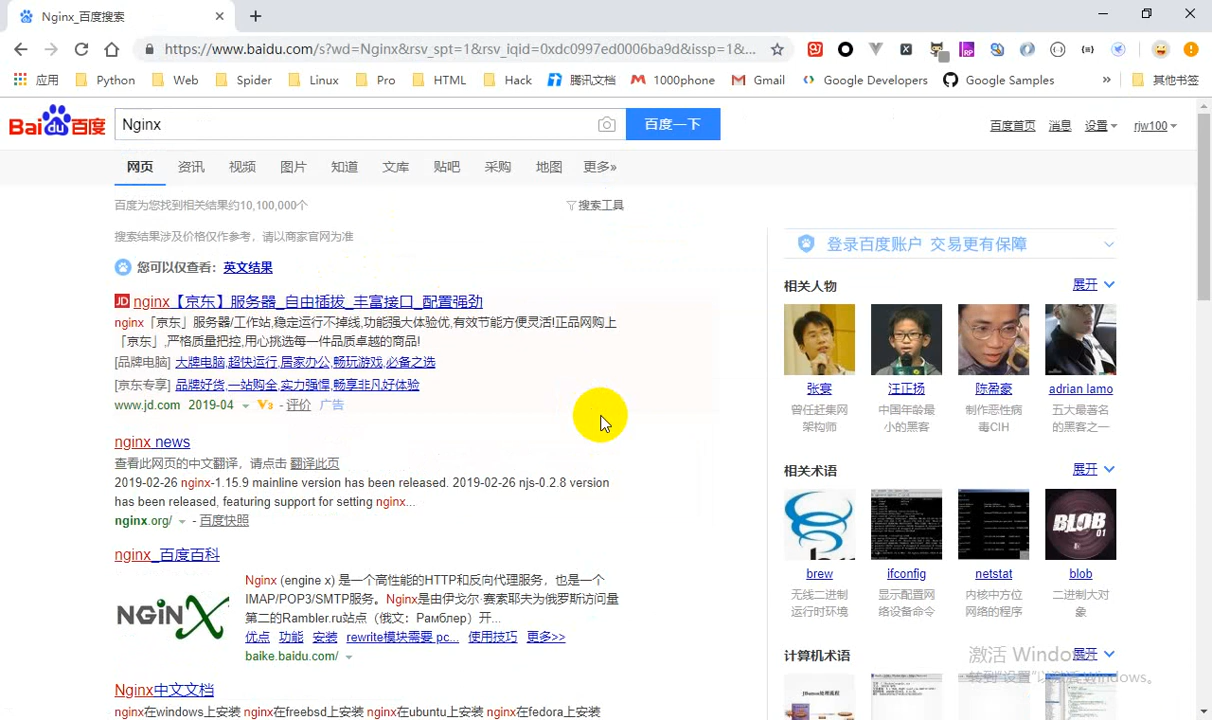 Nginx_百度搜索
https://www.baidu.com/s?wd=Nginx&rsv_spt=1&rsv_iqid=0xdc0997ed0006ba9d&issp=1&...
应用 Python Web Spider Linux Pro HTML Hack 腾讯文档 1000phone Gmail Google Developers Google Samples » 其他书签
Bai du 百度 Nginx 百度一下
百度首页 消息 设置 rjw100
网页 资讯 视频 图片 知道 文库 贴吧 采购 地图 更多»
百度为您找到相关结果约10,100,000个 搜索工具
搜索结果涉及价格仅作参考，请以商家官网为准
您可以仅查看：英文结果
JD nginx【京东】服务器_自由插拔_丰富接口_配置强劲
nginx「京东」服务器/工作站,稳定运行不掉线,功能强大体验优,有效节能方便灵活!正品网购上
「京东」,严格质量把控,用心挑选每一件品质卓越的商品!
[品牌电脑] 大牌电脑,超快运行,居家办公,畅玩游戏,必备之选
[京东专享] 品牌好货,一站购全,实力强悍,畅享非凡好体验
www.jd.com 2019-04 V3 - 评价 广告
nginx news
查看此网页的中文翻译，请点击 翻译此页
2019-02-26 nginx-1.15.9 mainline version has been released. 2019-02-26 njs-0.2.8 version
has been released, featuring support for setting nginx...
nginx.org/ - 百度快照
nginx_百度百科
NGiNX
Nginx (engine x) 是一个高性能的HTTP和反向代理服务，也是一个
IMAP/POP3/SMTP服务。Nginx是由伊戈尔·赛索耶夫为俄罗斯访问量
第二的Rambler.ru站点（俄文：Рамблер）开...
优点 功能 安装 rewrite模块需要 pc... 使用技巧 更多>>
baike.baidu.com/
Nginx中文文档
nginx在windows上安装 nginx在freebsd上安装 nginx在ubuntu上安装 nginx在fedora上安装
登录百度账户 交易更有保障
相关人物 展开
张宴 汪正扬 陈盈豪 adrian lamo
曾任赶集网 中国年龄最 制作恶性病 五大最著名
架构师 小的黑客 毒CIH 的黑客之一
相关术语 展开
BLOB
01
brew ifconfig netstat blob
无线二进制 显示配置网 内核中方位 二进制大对
运行时环境 络设备命令 网络的程序 象
计算机术语 展开
激活 Windows
转到"设置"以激活 Windows。